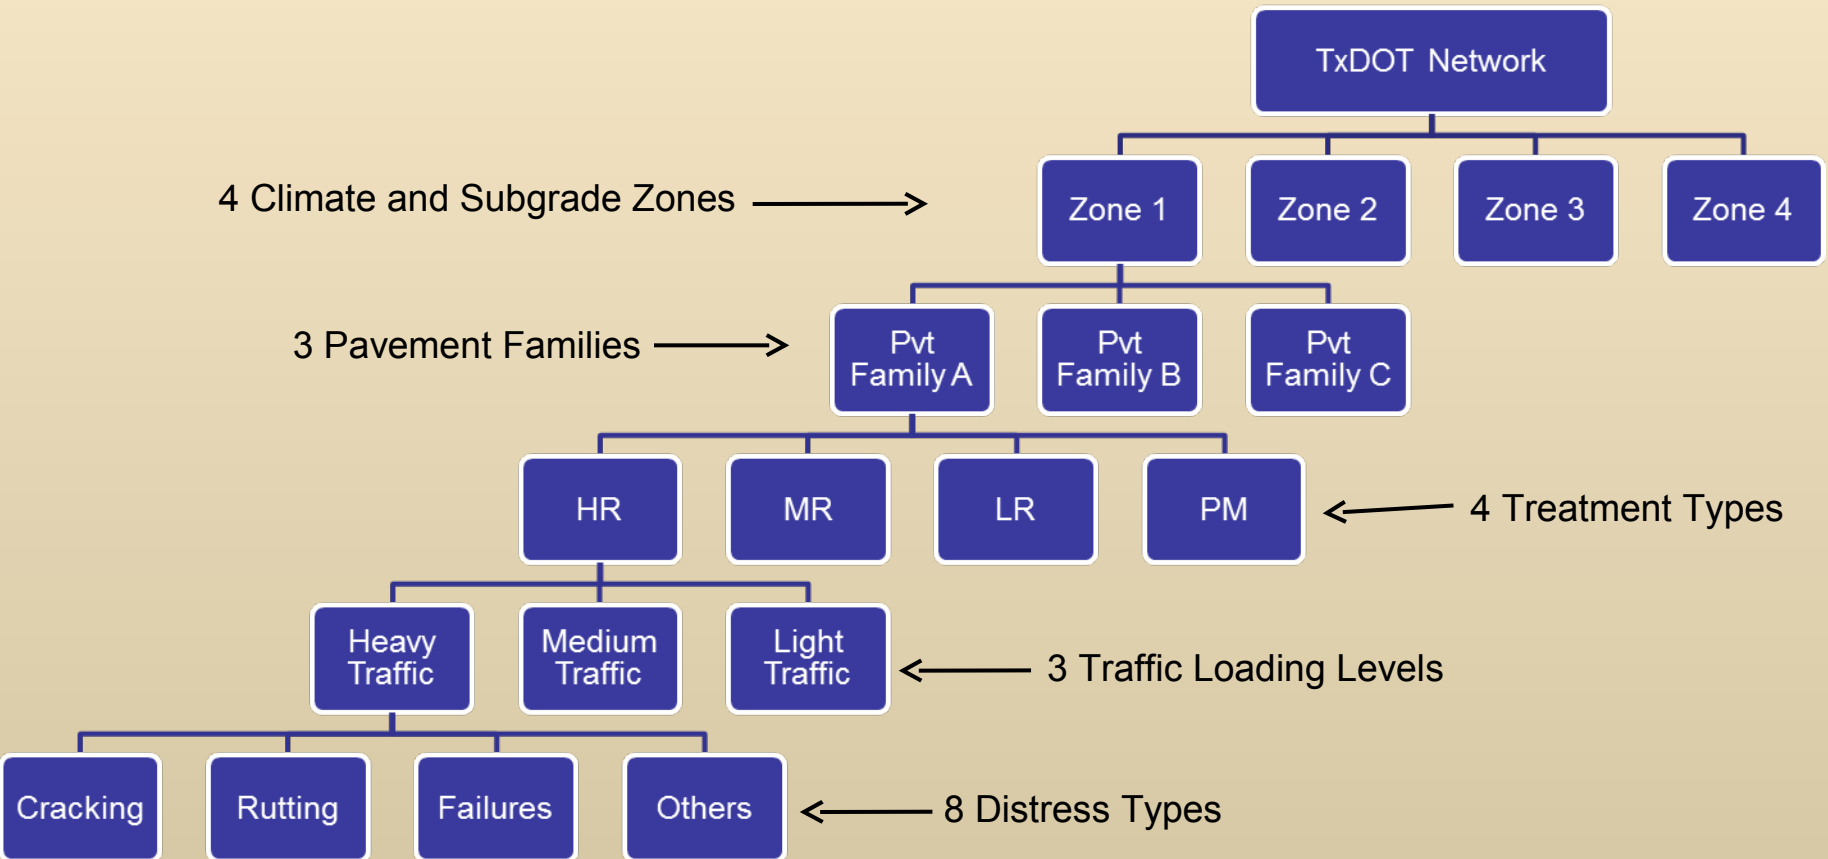 TxDOT Network
4 Climate and Subgrade Zones
Zone 1
Zone 2
Zone 3
Zone 4
3 Pavement Families
Pvt
Family A
Pvt
Family B
Pvt
Family C
HR
MR
LR
PM
4 Treatment Types
Heavy
Traffic
Medium
Traffic
Light
Traffic
3 Traffic Loading Levels
Cracking
Rutting
Failures
Others
8 Distress Types